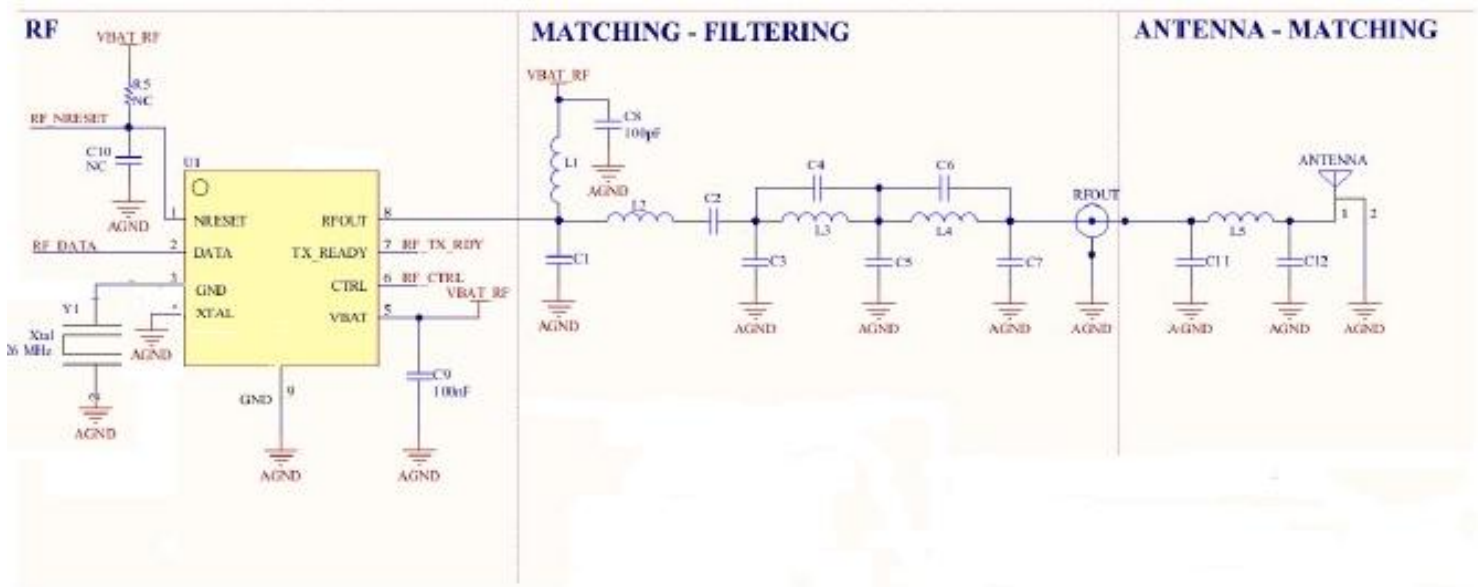 RF
MATCHING - FILTERING
ANTENNA - MATCHING
VBAT_RF
R5
NC
RF_NRESET
C10
NC
AGND
U1
1
NRESET
RFOUT
8
RF_DATA
2
DATA
TX_READY
7
RF_TX_RDY
3
GND
CTRL
6
RF_CTRL
XTAL
VBAT
5
VBAT_RF
Y1
Xtal
26 MHz
AGND
2
AGND
GND
9
AGND
C9
100nF
AGND
VBAT_RF
C8
100pF
AGND
L1
L2
C2
C1
AGND
C4
L3
C3
AGND
C6
L4
C5
AGND
C7
AGND
RFOUT
AGND
C11
AGND
L5
C12
AGND
ANTENNA
1
2
AGND